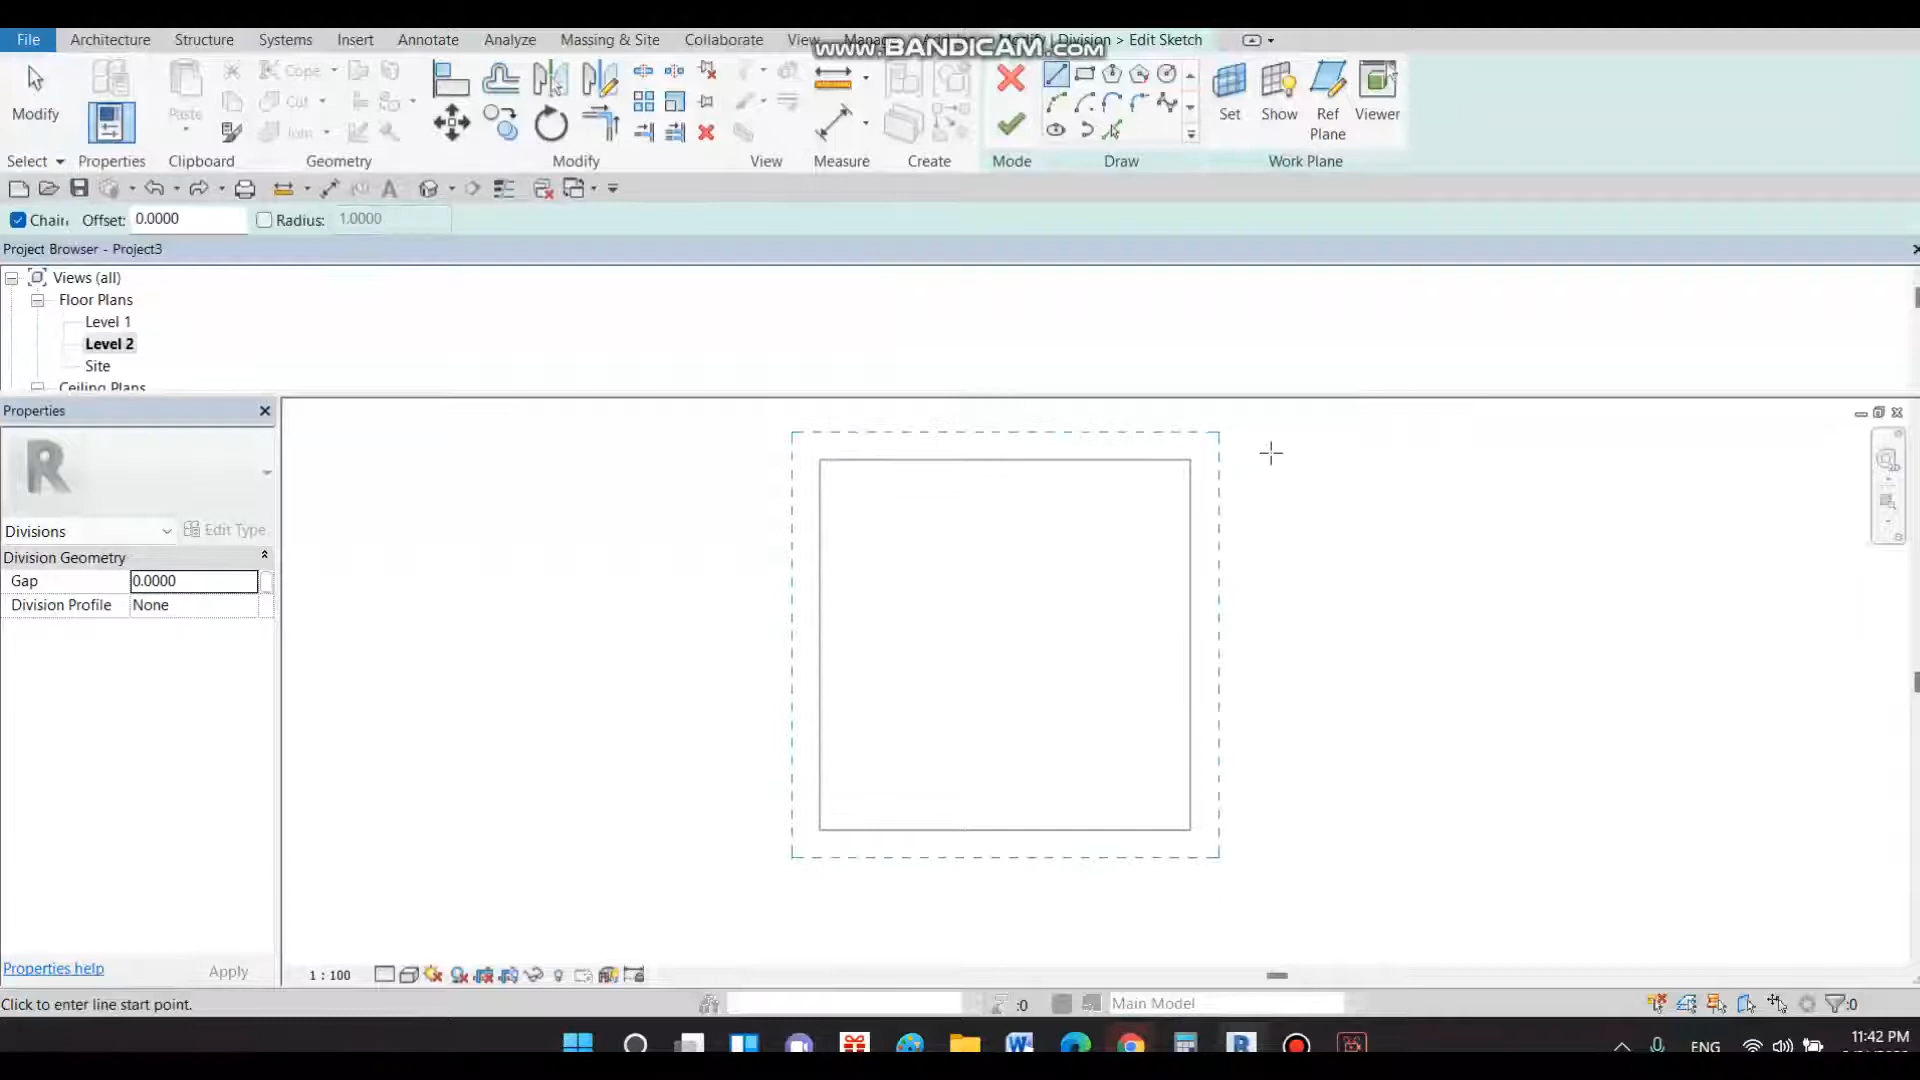 File Architecture Structure Systems Insert Annotate Analyze Massing & Site Collaborate View Division > Edit Sketch
www.BANDICAM.com
Modify Paste Cope Cut Join Set Show Ref Plane Viewer
Select Properties Clipboard Geometry Modify View Measure Create Mode Draw Work Plane
Chain Offset: 0.0000 Radius: 1.0000
Project Browser - Project3
Views (all)
Floor Plans
Level 1
Level 2
Site
Ceiling Plans
Properties
Divisions Edit Type
Division Geometry
Gap 0.0000
Division Profile None
Properties help Apply
1 : 100
Click to enter line start point. :0 Main Model :0
ENG 11:42 PM